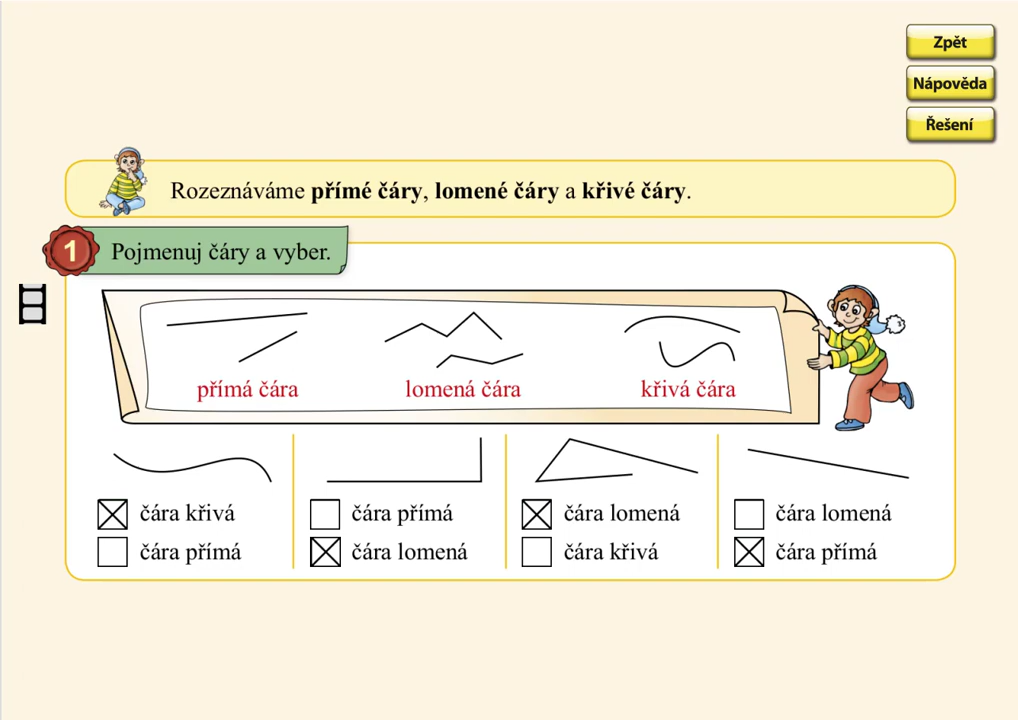 Zpět
Nápověda
Řešení
Rozeznáváme přímé čáry, lomené čáry a křivé čáry.
1 Pojmenuj čáry a vyber.
přímá čára lomená čára křivá čára
čára křivá čára přímá čára lomená čára lomená
čára přímá čára lomená čára křivá čára přímá